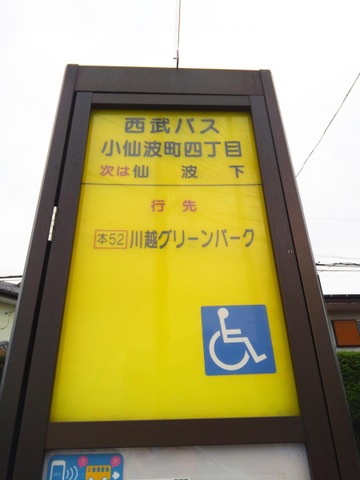 西武バス
小仙波町四丁目
次は仙波下
行先
本52 川越グリーンパーク